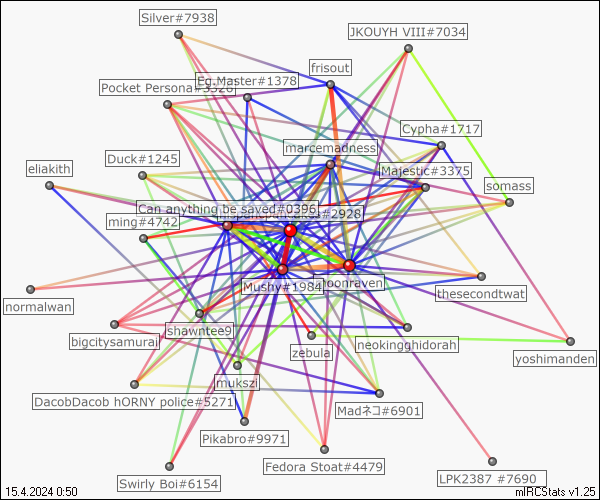 Silver#7938
JKOUYH VIII#7034
frisout
Eg.Master#1378
Pocket Persona#3326
Cypha#1717
marcemadness
Duck#1245
Majestic#3375
eliakith
somass
Can anything be saved#0396
#2928
ming#4742
Mushy#1984
moonraven
thesecondtwat
normalwan
shawntee9
bigcitysamurai
neokingghidorah
zebula
yoshimanden
mukszi
DacobDacob hORNY police#5271
Madネコ#6901
Pikabro#9971
Fedora Stoat#4479
Swirly Boi#6154
LPK2387 #7690
15.4.2024 0:50
mIRCStats v1.25